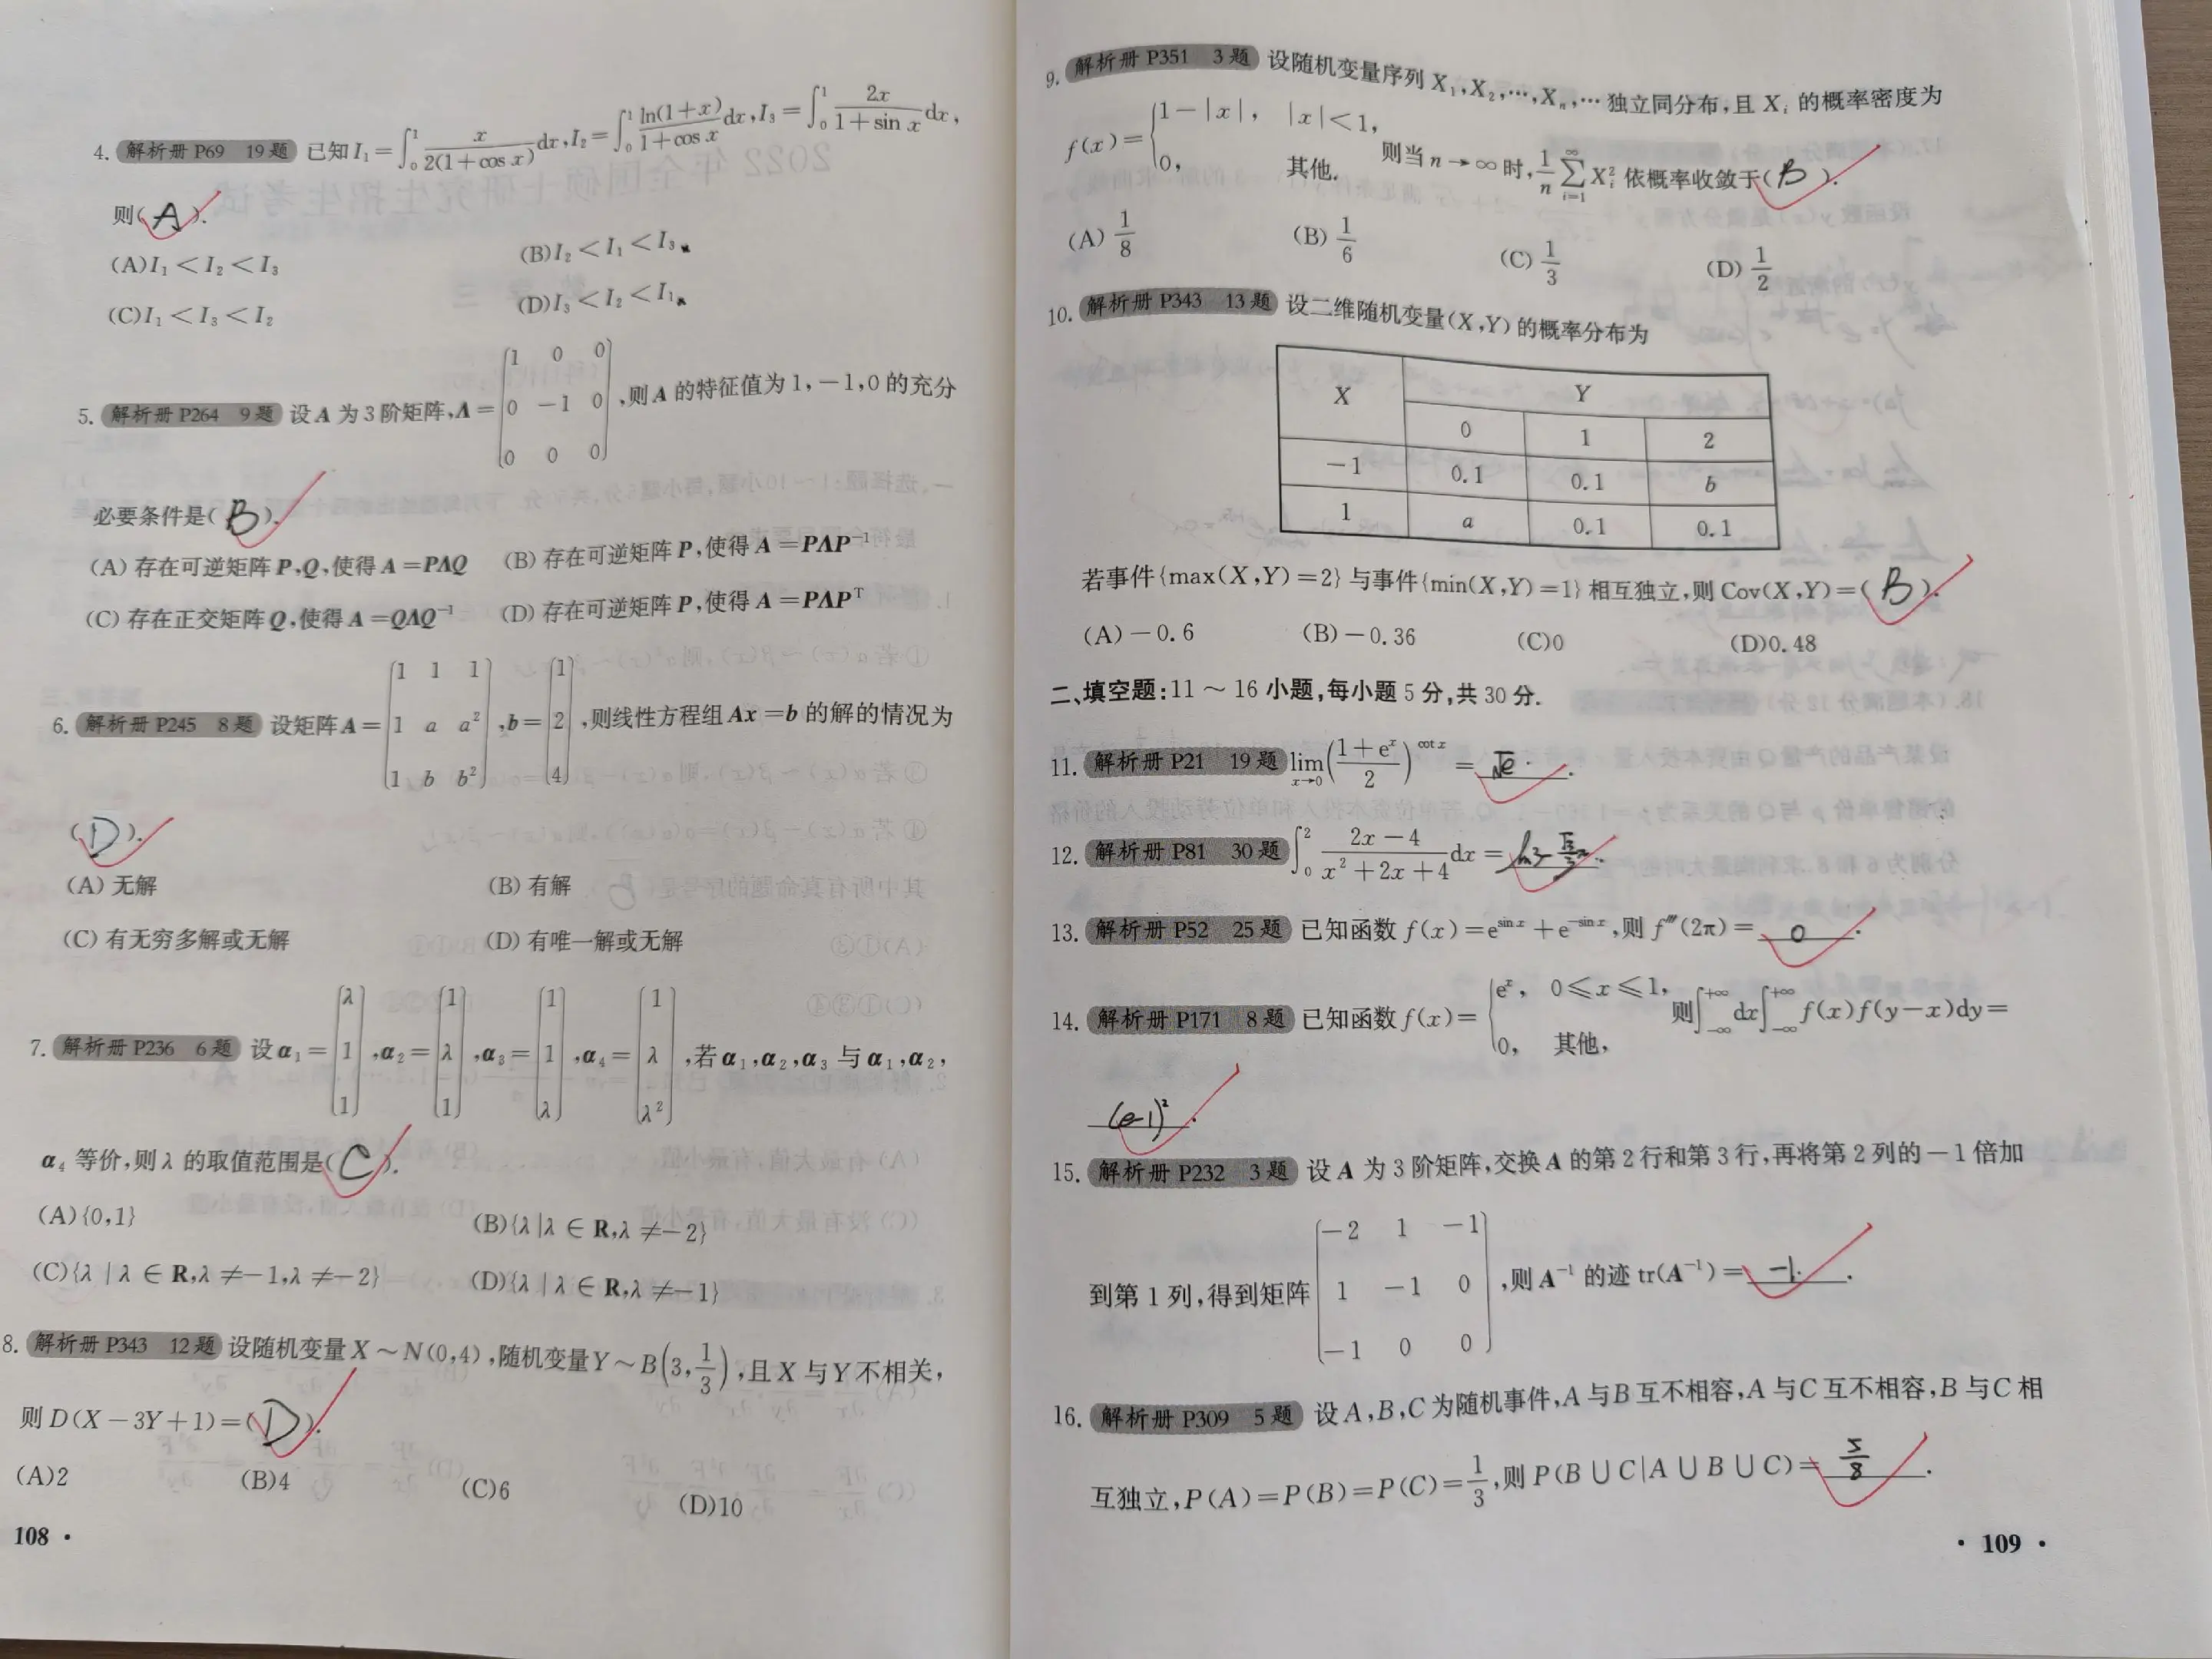 4. 解析册 P69 19题 已知 I₁=∫₀¹ x/(2(1+cos x)) dx, I₂=∫₀¹ ln(1+x)/(1+cos x) dx, I₃=∫₀¹ 2x/(1+sin x) dx,
则( A ).
(A)I₁<I₂<I₃ (B)I₂<I₁<I₃
(C)I₁<I₃<I₂ (D)I₃<I₂<I₁
5. 解析册 P264 9题 设 A 为 3 阶矩阵,Λ=[1 0 0; 0 −1 0; 0 0 0],则 A 的特征值为 1,−1,0 的充分
必要条件是( B ).
(A) 存在可逆矩阵 P,Q,使得 A=PΛQ (B) 存在可逆矩阵 P,使得 A=PΛP⁻¹
(C) 存在正交矩阵 Q,使得 A=QΛQ⁻¹ (D) 存在可逆矩阵 P,使得 A=PΛPᵀ
6. 解析册 P245 8题 设矩阵 A=[1 1 1; 1 a a²; 1 b b²],b=[1; 2; 4],则线性方程组 Ax=b 的解的情况为
( D ).
(A) 无解 (B) 有解
(C) 有无穷多解或无解 (D) 有唯一解或无解
7. 解析册 P236 6题 设 α₁=[λ; 1; 1],α₂=[1; λ; 1],α₃=[1; 1; λ],α₄=[1; λ; λ²],若 α₁,α₂,α₃ 与 α₁,α₂,
α₄ 等价,则 λ 的取值范围是( C ).
(A){0,1} (B){λ|λ∈R,λ≠−2}
(C){λ|λ∈R,λ≠−1,λ≠−2} (D){λ|λ∈R,λ≠−1}
8. 解析册 P343 12题 设随机变量 X~N(0,4),随机变量 Y~B(3,1/3),且 X 与 Y 不相关,
则 D(X−3Y+1)=( D ).
(A)2 (B)4 (C)6 (D)10
108 ·
9. 解析册 P351 3题 设随机变量序列 X₁,X₂,⋯,Xₙ,⋯ 独立同分布,且 Xᵢ 的概率密度为
f(x)={1−|x|, |x|<1, 0, 其他. 则当 n→∞ 时,1/n ∑ᵢ₌₁^∞ Xᵢ² 依概率收敛于( B ).
(A) 1/8 (B) 1/6 (C) 1/3 (D) 1/2
10. 解析册 P343 13题 设二维随机变量(X,Y)的概率分布为
X Y
0 1 2
−1 0.1 0.1 b
1 a 0.1 0.1
若事件{max(X,Y)=2}与事件{min(X,Y)=1}相互独立,则 Cov(X,Y)=( B ).
(A)−0.6 (B)−0.36 (C)0 (D)0.48
二、填空题:11～16 小题,每小题 5 分,共 30 分.
11. 解析册 P21 19题 lim x→0 ((1+eˣ)/2)^cot x = √e .
12. 解析册 P81 30题 ∫₀² (2x−4)/(x²+2x+4) dx = ln3−(√3/3)π .
13. 解析册 P52 25题 已知函数 f(x)=e^(sin x)+e^(−sin x),则 f‴(2π)= 0 .
14. 解析册 P171 8题 已知函数 f(x)={eˣ, 0≤x≤1, 0, 其他, 则∫₋∞^+∞ dx∫₋∞^+∞ f(x)f(y−x)dy=
(e-1)² .
15. 解析册 P232 3题 设 A 为 3 阶矩阵,交换 A 的第 2 行和第 3 行,再将第 2 列的 −1 倍加
到第 1 列,得到矩阵[−2 1 −1; 1 −1 0; −1 0 0],则 A⁻¹ 的迹 tr(A⁻¹)= -1 .
16. 解析册 P309 5题 设 A,B,C 为随机事件,A 与 B 互不相容,A 与 C 互不相容,B 与 C 相
互独立,P(A)=P(B)=P(C)=1/3,则 P(B∪C|A∪B∪C)= 5/8 .
· 109 ·